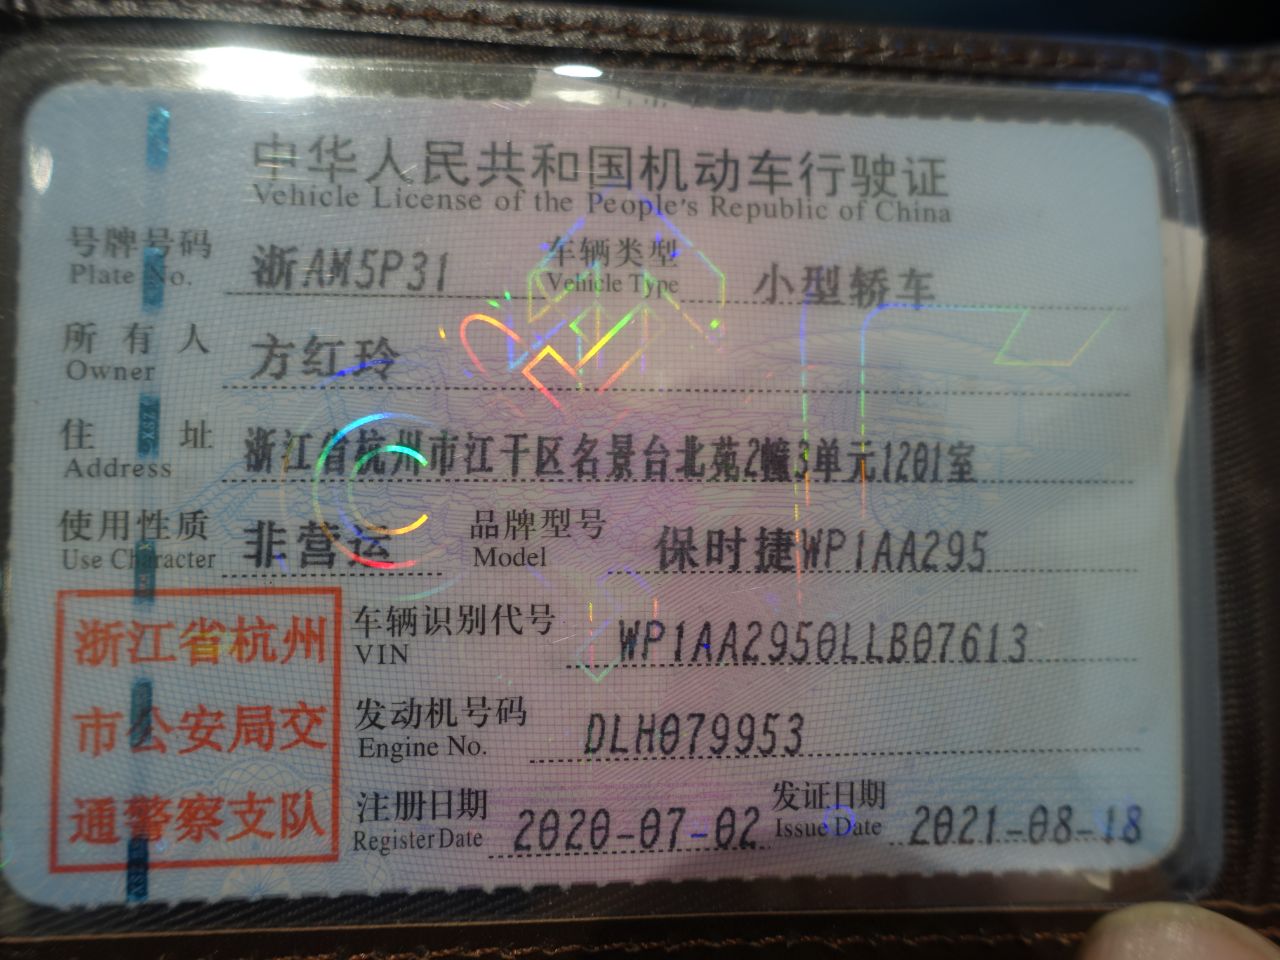 中华人民共和国机动车行驶证
Vehicle License of the People's Republic of China
号牌号码 浙AM5P31 车辆类型 小型轿车
Plate No. Vehicle Type
所有人 方红玲
Owner
住址 浙江省杭州市江干区名景台北苑2幢3单元1201室
Address
使用性质 非营运 品牌型号 保时捷WP1AA295
Use Character Model
浙江省杭州
市公安局交
通警察支队
车辆识别代号 WP1AA2950LLB07613
VIN
发动机号码 DLH079953
Engine No.
注册日期 2020-07-02 发证日期 2021-08-18
Register Date Issue Date